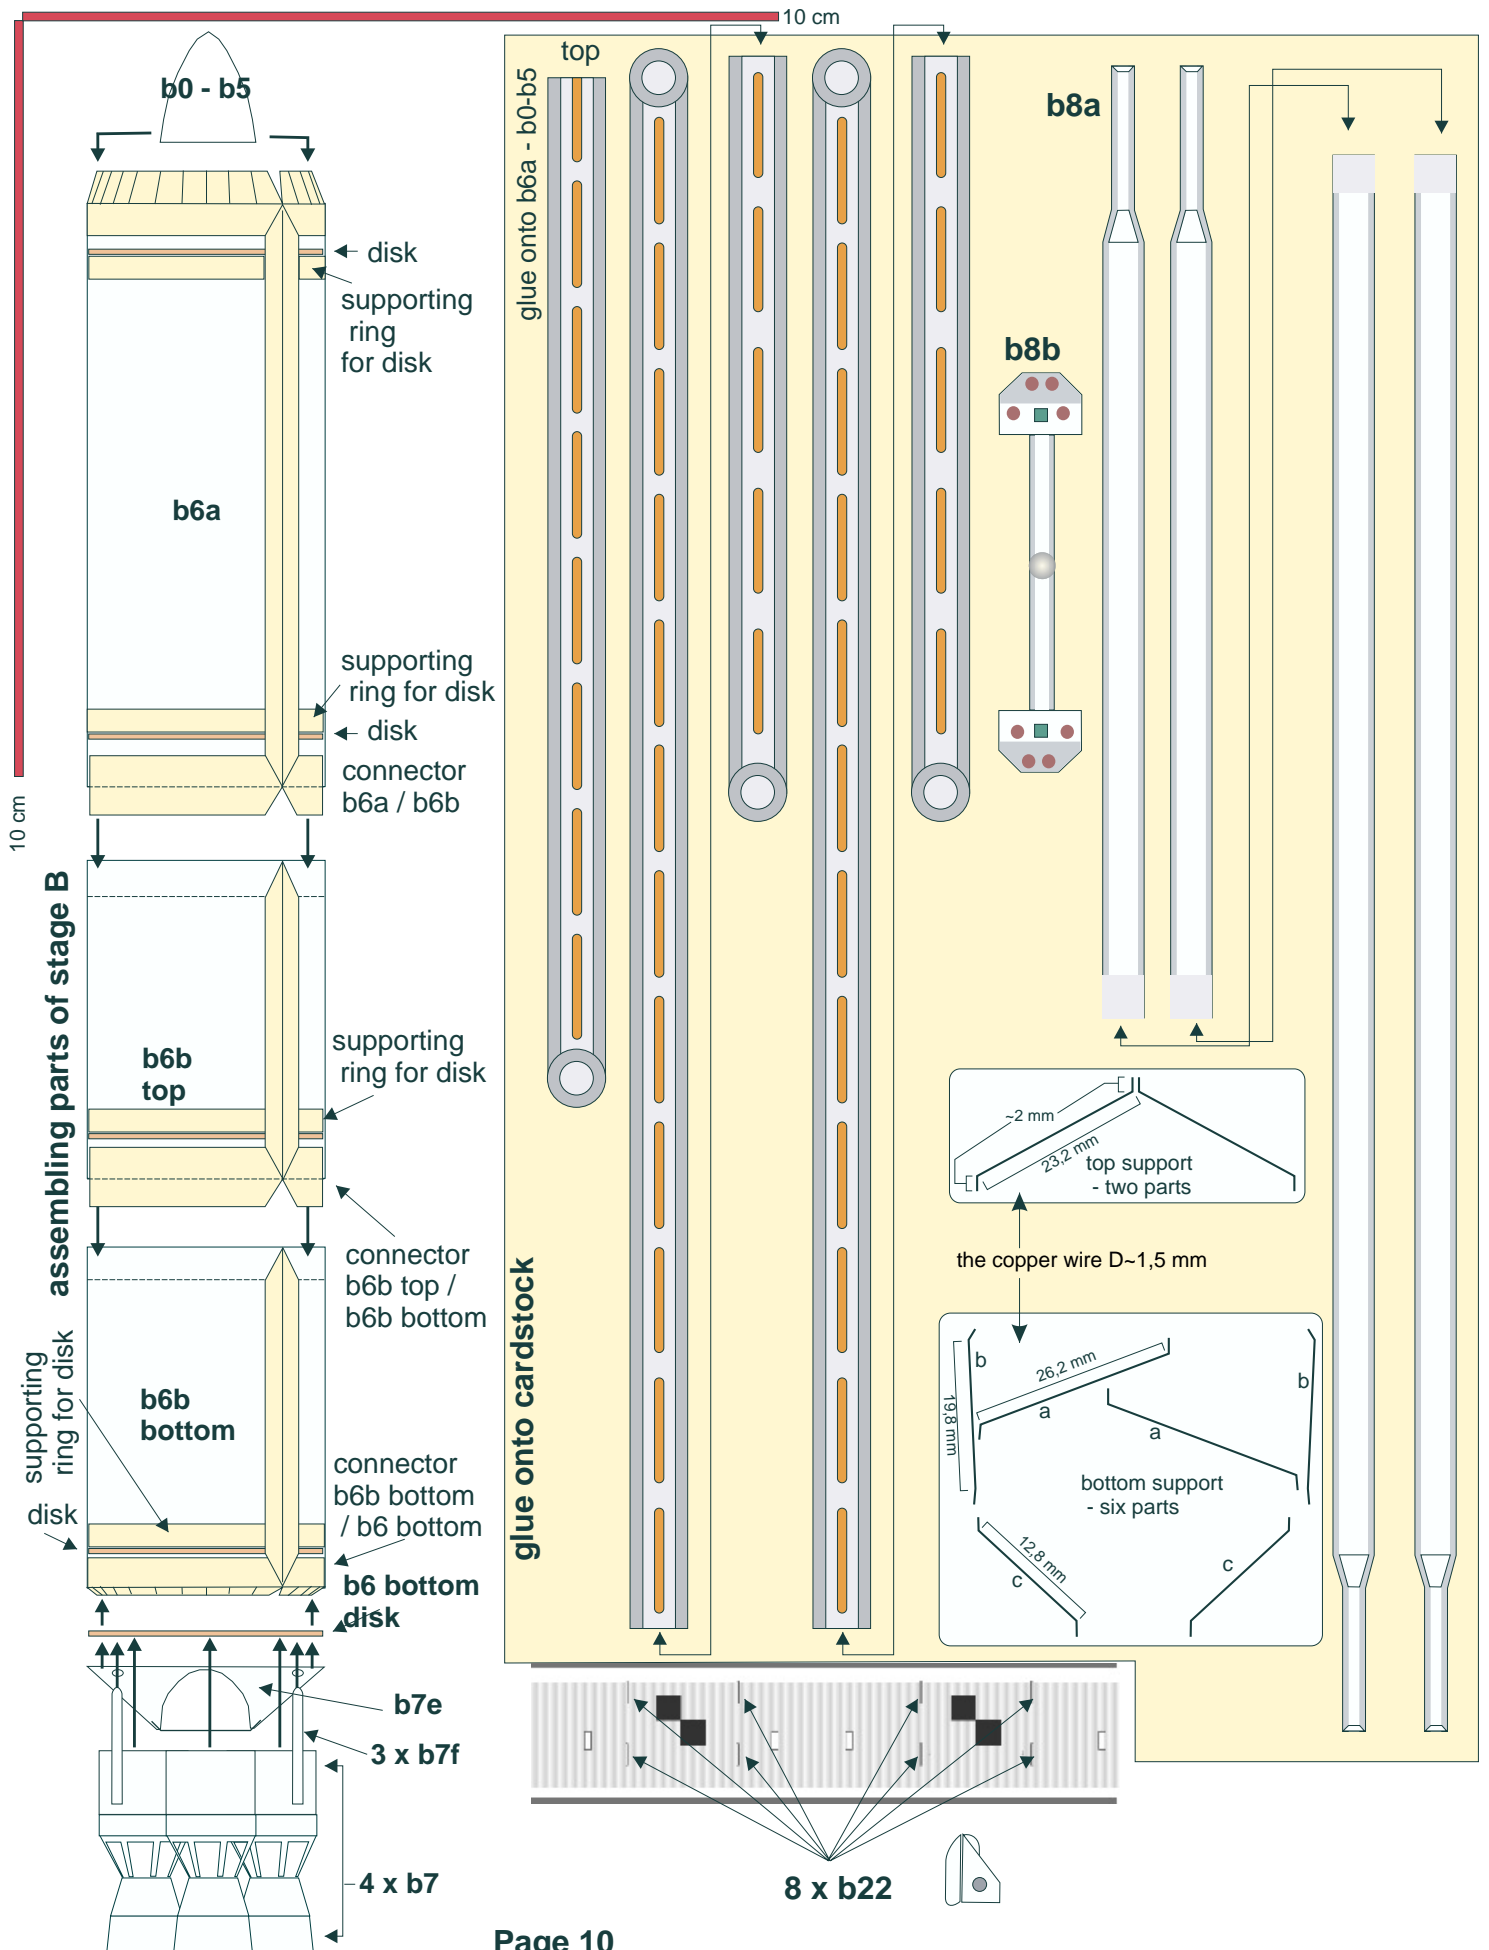 10 cm
10 cm
b0 - b5
disk
supporting
ring
for disk
b6a
supporting
ring for disk
disk
connector
b6a / b6b
assembling parts of stage B
b6b
top
supporting
ring for disk
connector
b6b top /
b6b bottom
supporting
ring for disk
b6b
bottom
disk
connector
b6b bottom
/ b6 bottom
b6 bottom
disk
b7e
3 x b7f
4 x b7
top
glue onto b6a - b0-b5
glue onto cardstock
b8a
b8b
~2 mm
23,2 mm
top support
- two parts
the copper wire D~1,5 mm
b
26,2 mm
a
19,8 mm
b
a
bottom support
- six parts
12,8 mm
c
c
8 x b22
Page 10